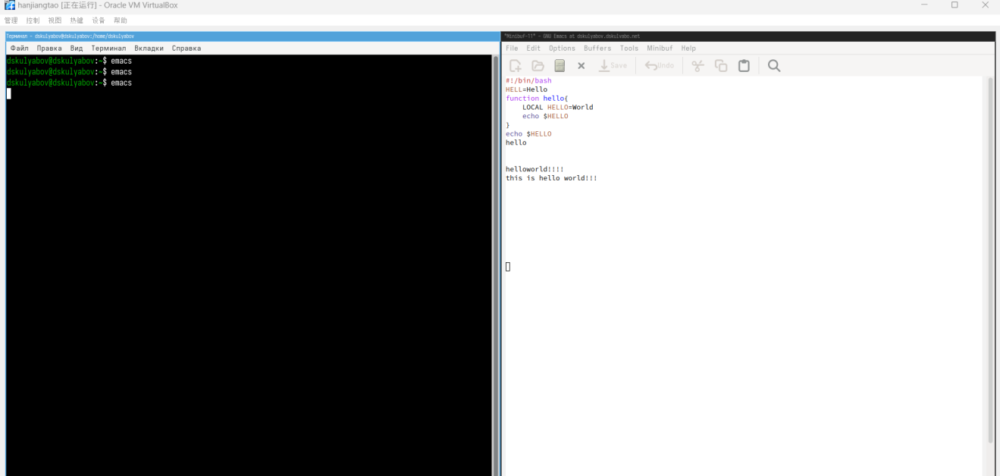 hanjiangtao [正在运行] - Oracle VM VirtualBox
管理 控制 视图 热键 设备 帮助
Терминал - dskulyabov@dskulyabov:/home/dskulyabov
Файл Правка Вид Терминал Вкладки Справка
dskulyabov@dskulyabov:~$ emacs
dskulyabov@dskulyabov:~$ emacs
dskulyabov@dskulyabov:~$ emacs
*Minibuf-11* - GNU Emacs at dskulyabov.dskulyabo.net
File Edit Options Buffers Tools Minibuf Help
Save Undo
#!/bin/bash
HELL=Hello
function hello{
    LOCAL HELLO=World
    echo $HELLO
}
echo $HELLO
hello
helloworld!!!!
this is hello world!!!